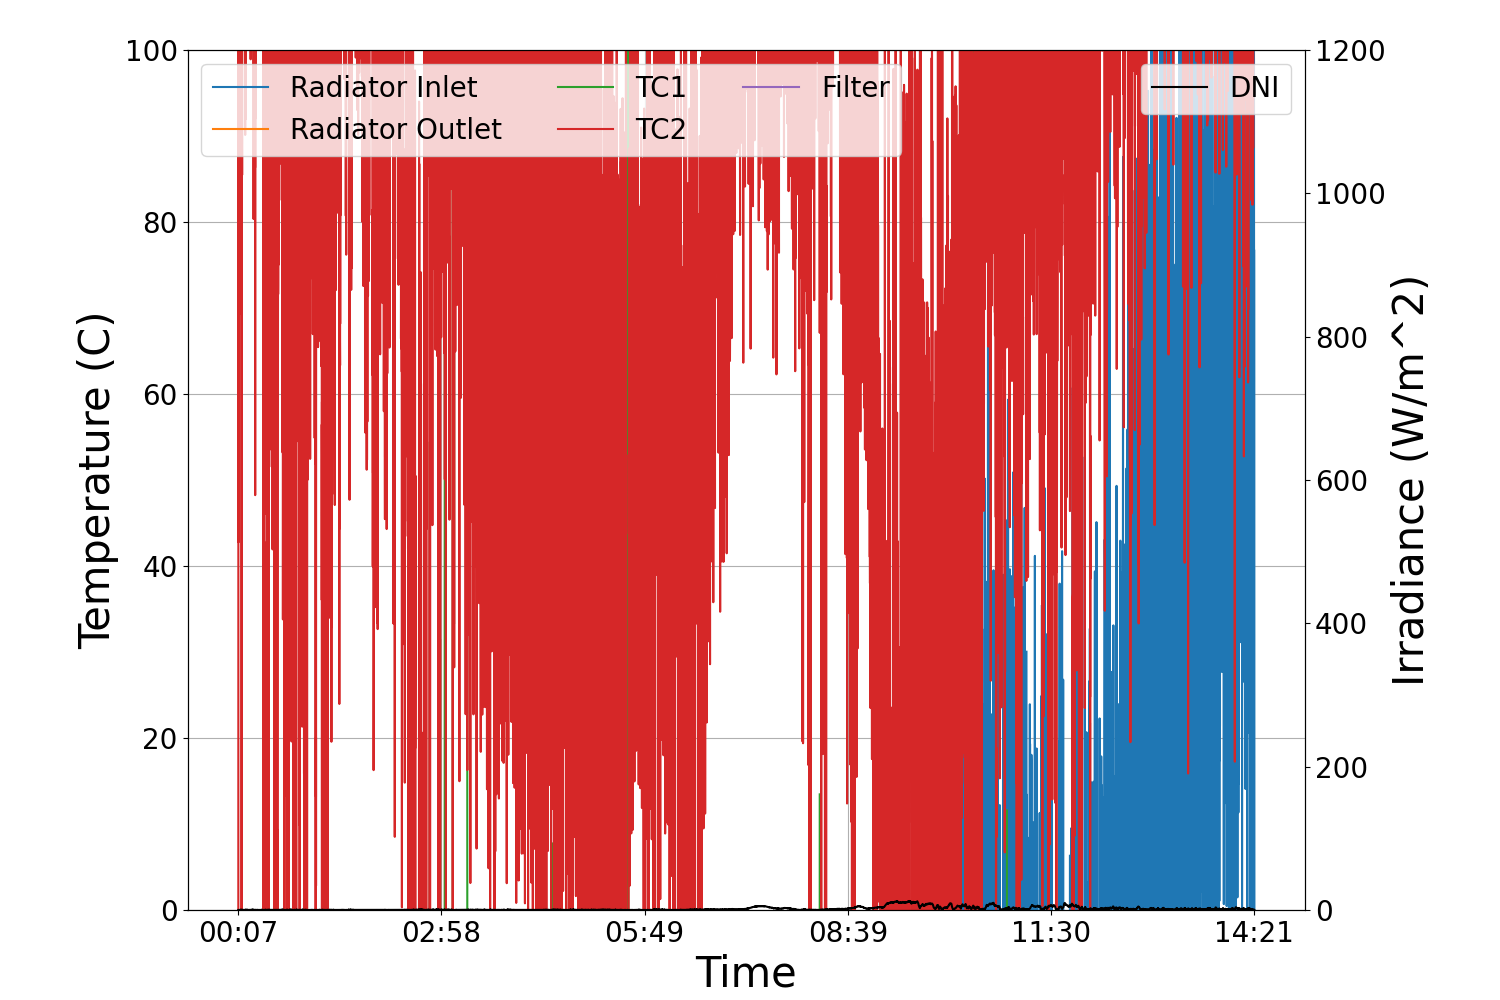 100
80
60
40
20
0
Temperature (C)
Radiator Inlet
Radiator Outlet
TC1
TC2
Filter
DNI
1200
1000
800
600
400
200
0
Irradiance (W/m^2)
00:07 02:58 05:49 08:39 11:30 14:21
Time